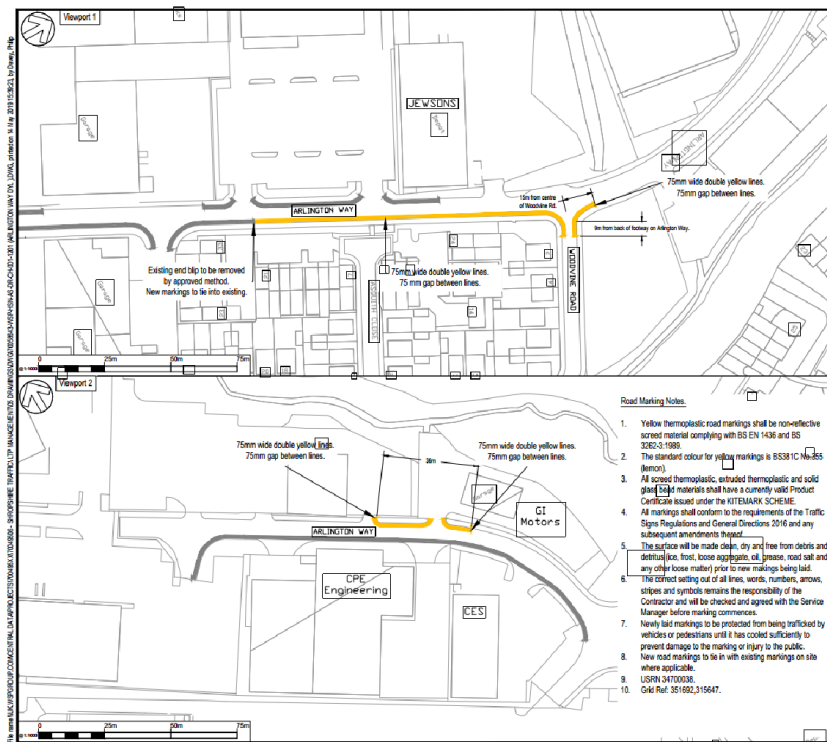 Viewport 1
JEWSONS
Depot
Garage
ARLINGTON WAY
15m from centre
of Woodvine Rd.
75mm wide double yellow lines.
75mm gap between lines.
9m from back of footway on Arlington Way.
Existing end blip to be removed
by approved method.
New markings to tie into existing.
75mm wide double yellow lines.
75 mm gap between lines.
ASQUITH CLOSE
WOODVINE ROAD
Garage
Garage
0 25m 50m 75m
Viewport 2
75mm wide double yellow lines.
75mm gap between lines.
75mm wide double yellow lines.
75mm gap between lines.
Garage
GI
Motors
ARLINGTON WAY
CPE
Engineering
CES
0 25m 50m 75m
Road Marking Notes.
1. Yellow thermoplastic road markings shall be non-reflective
screed material complying with BS EN 1436 and BS
3262-3:1989.
2. The standard colour for yellow markings is BS381C No.355
(lemon).
3. All screed thermoplastic, extruded thermoplastic and solid
glass bead materials shall have a currently valid Product
Certificate issued under the KITEMARK SCHEME.
4. All markings shall conform to the requirements of the Traffic
Signs Regulations and General Directions 2016 and any
subsequent amendments thereof.
5. The surface will be made clean, dry and free from debris and
detritus (ice, frost, loose aggregate, oil, grease, road salt and
any other loose matter) prior to new makings being laid.
6. The correct setting out of all lines, words, numbers, arrows,
stripes and symbols remains the responsibility of the
Contractor and will be checked and agreed with the Service
Manager before marking commences.
7. Newly laid markings to be protected from being trafficked by
vehicles or pedestrians until it has cooled sufficiently to
prevent damage to the marking or injury to the public.
8. New road markings to tie in with existing markings on site
where applicable.
9. USRN 34700038.
10. Grid Ref: 351692,315647.